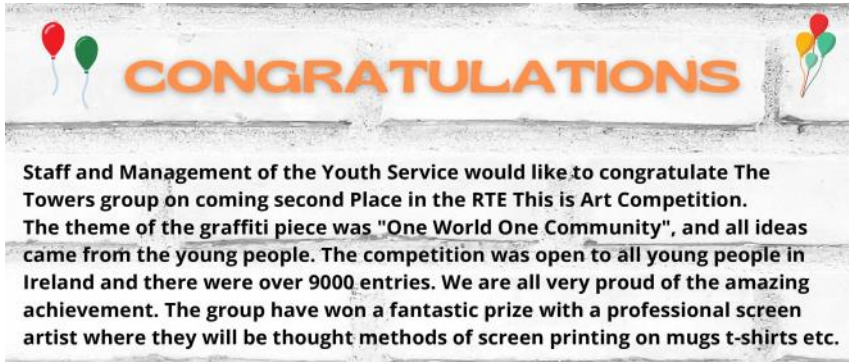 CONGRATULATIONS
Staff and Management of the Youth Service would like to congratulate The
Towers group on coming second Place in the RTE This is Art Competition.
The theme of the graffiti piece was "One World One Community", and all ideas
came from the young people. The competition was open to all young people in
Ireland and there were over 9000 entries. We are all very proud of the amazing
achievement. The group have won a fantastic prize with a professional screen
artist where they will be thought methods of screen printing on mugs t-shirts etc.